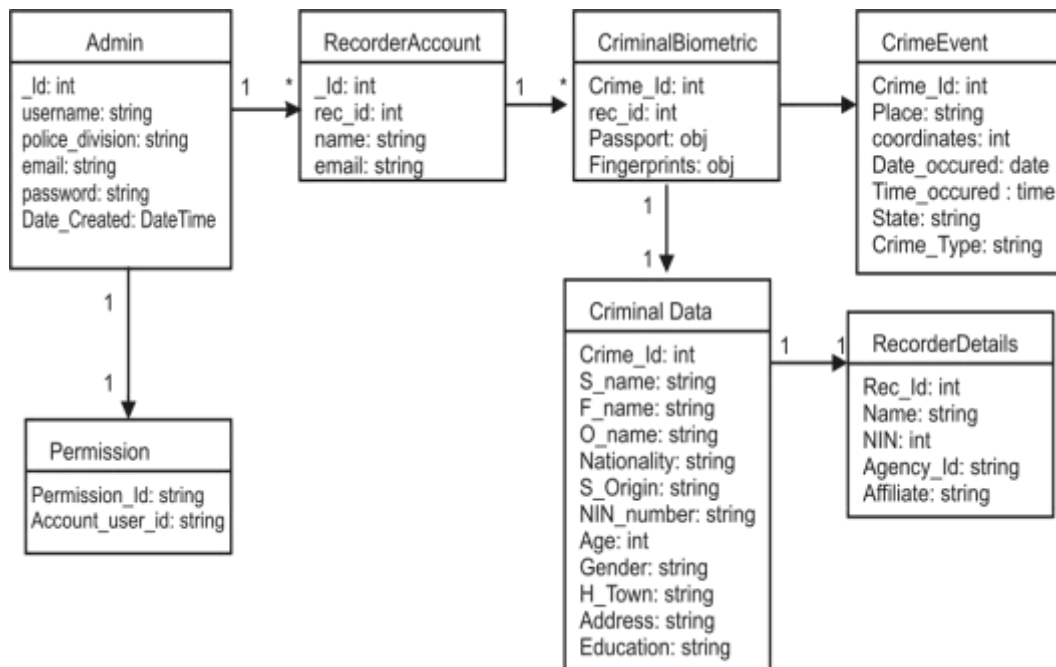 Admin
_Id: int
username: string
police_division: string
email: string
password: string
Date_Created: DateTime
1
*
RecorderAccount
_Id: int
rec_id: int
name: string
email: string
1
*
CriminalBiometric
Crime_Id: int
rec_id: int
Passport: obj
Fingerprints: obj
CrimeEvent
Crime_Id: int
Place: string
coordinates: int
Date_occured: date
Time_occured : time
State: string
Crime_Type: string
1
1
Permission
Permission_Id: string
Account_user_id: string
1
1
Criminal Data
Crime_Id: int
S_name: string
F_name: string
O_name: string
Nationality: string
S_Origin: string
NIN_number: string
Age: int
Gender: string
H_Town: string
Address: string
Education: string
1
1
RecorderDetails
Rec_Id: int
Name: string
NIN: int
Agency_Id: string
Affiliate: string